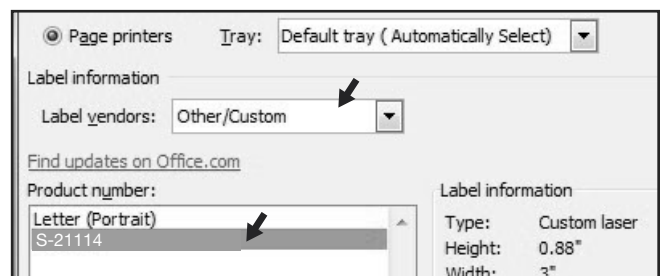 Page printers Tray: Default tray ( Automatically Select)
Label information
Label vendors: Other/Custom
Find updates on Office.com
Product number:
Letter (Portrait)
S-21114
Label information
Type: Custom laser
Height: 0.88"
Width: 3"